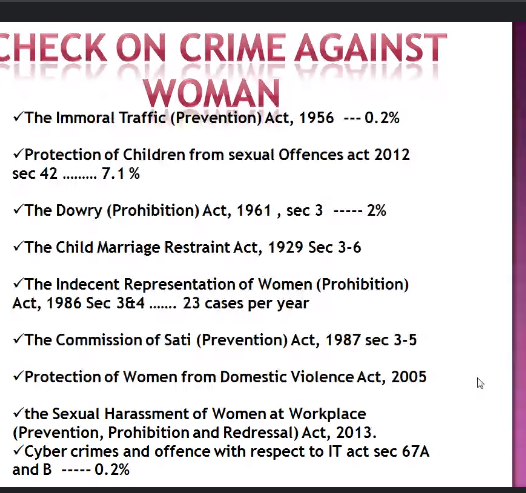 CHECK ON CRIME AGAINST
WOMAN
✓The Immoral Traffic (Prevention) Act, 1956 --- 0.2%
✓Protection of Children from sexual Offences act 2012
sec 42 ......... 7.1 %
✓The Dowry (Prohibition) Act, 1961 , sec 3 ----- 2%
✓The Child Marriage Restraint Act, 1929 Sec 3-6
✓The Indecent Representation of Women (Prohibition)
Act, 1986 Sec 3&4 ....... 23 cases per year
✓The Commission of Sati (Prevention) Act, 1987 sec 3-5
✓Protection of Women from Domestic Violence Act, 2005
✓the Sexual Harassment of Women at Workplace
(Prevention, Prohibition and Redressal) Act, 2013.
✓Cyber crimes and offence with respect to IT act sec 67A
and B ----- 0.2%